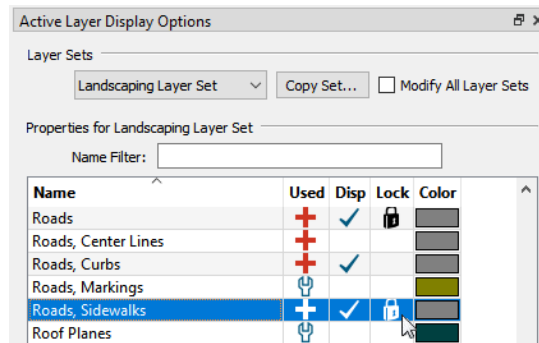 Active Layer Display Options
Layer Sets
Landscaping Layer Set Copy Set... Modify All Layer Sets
Properties for Landscaping Layer Set
Name Filter:
Name Used Disp Lock Color
Roads
Roads, Center Lines
Roads, Curbs
Roads, Markings
Roads, Sidewalks
Roof Planes